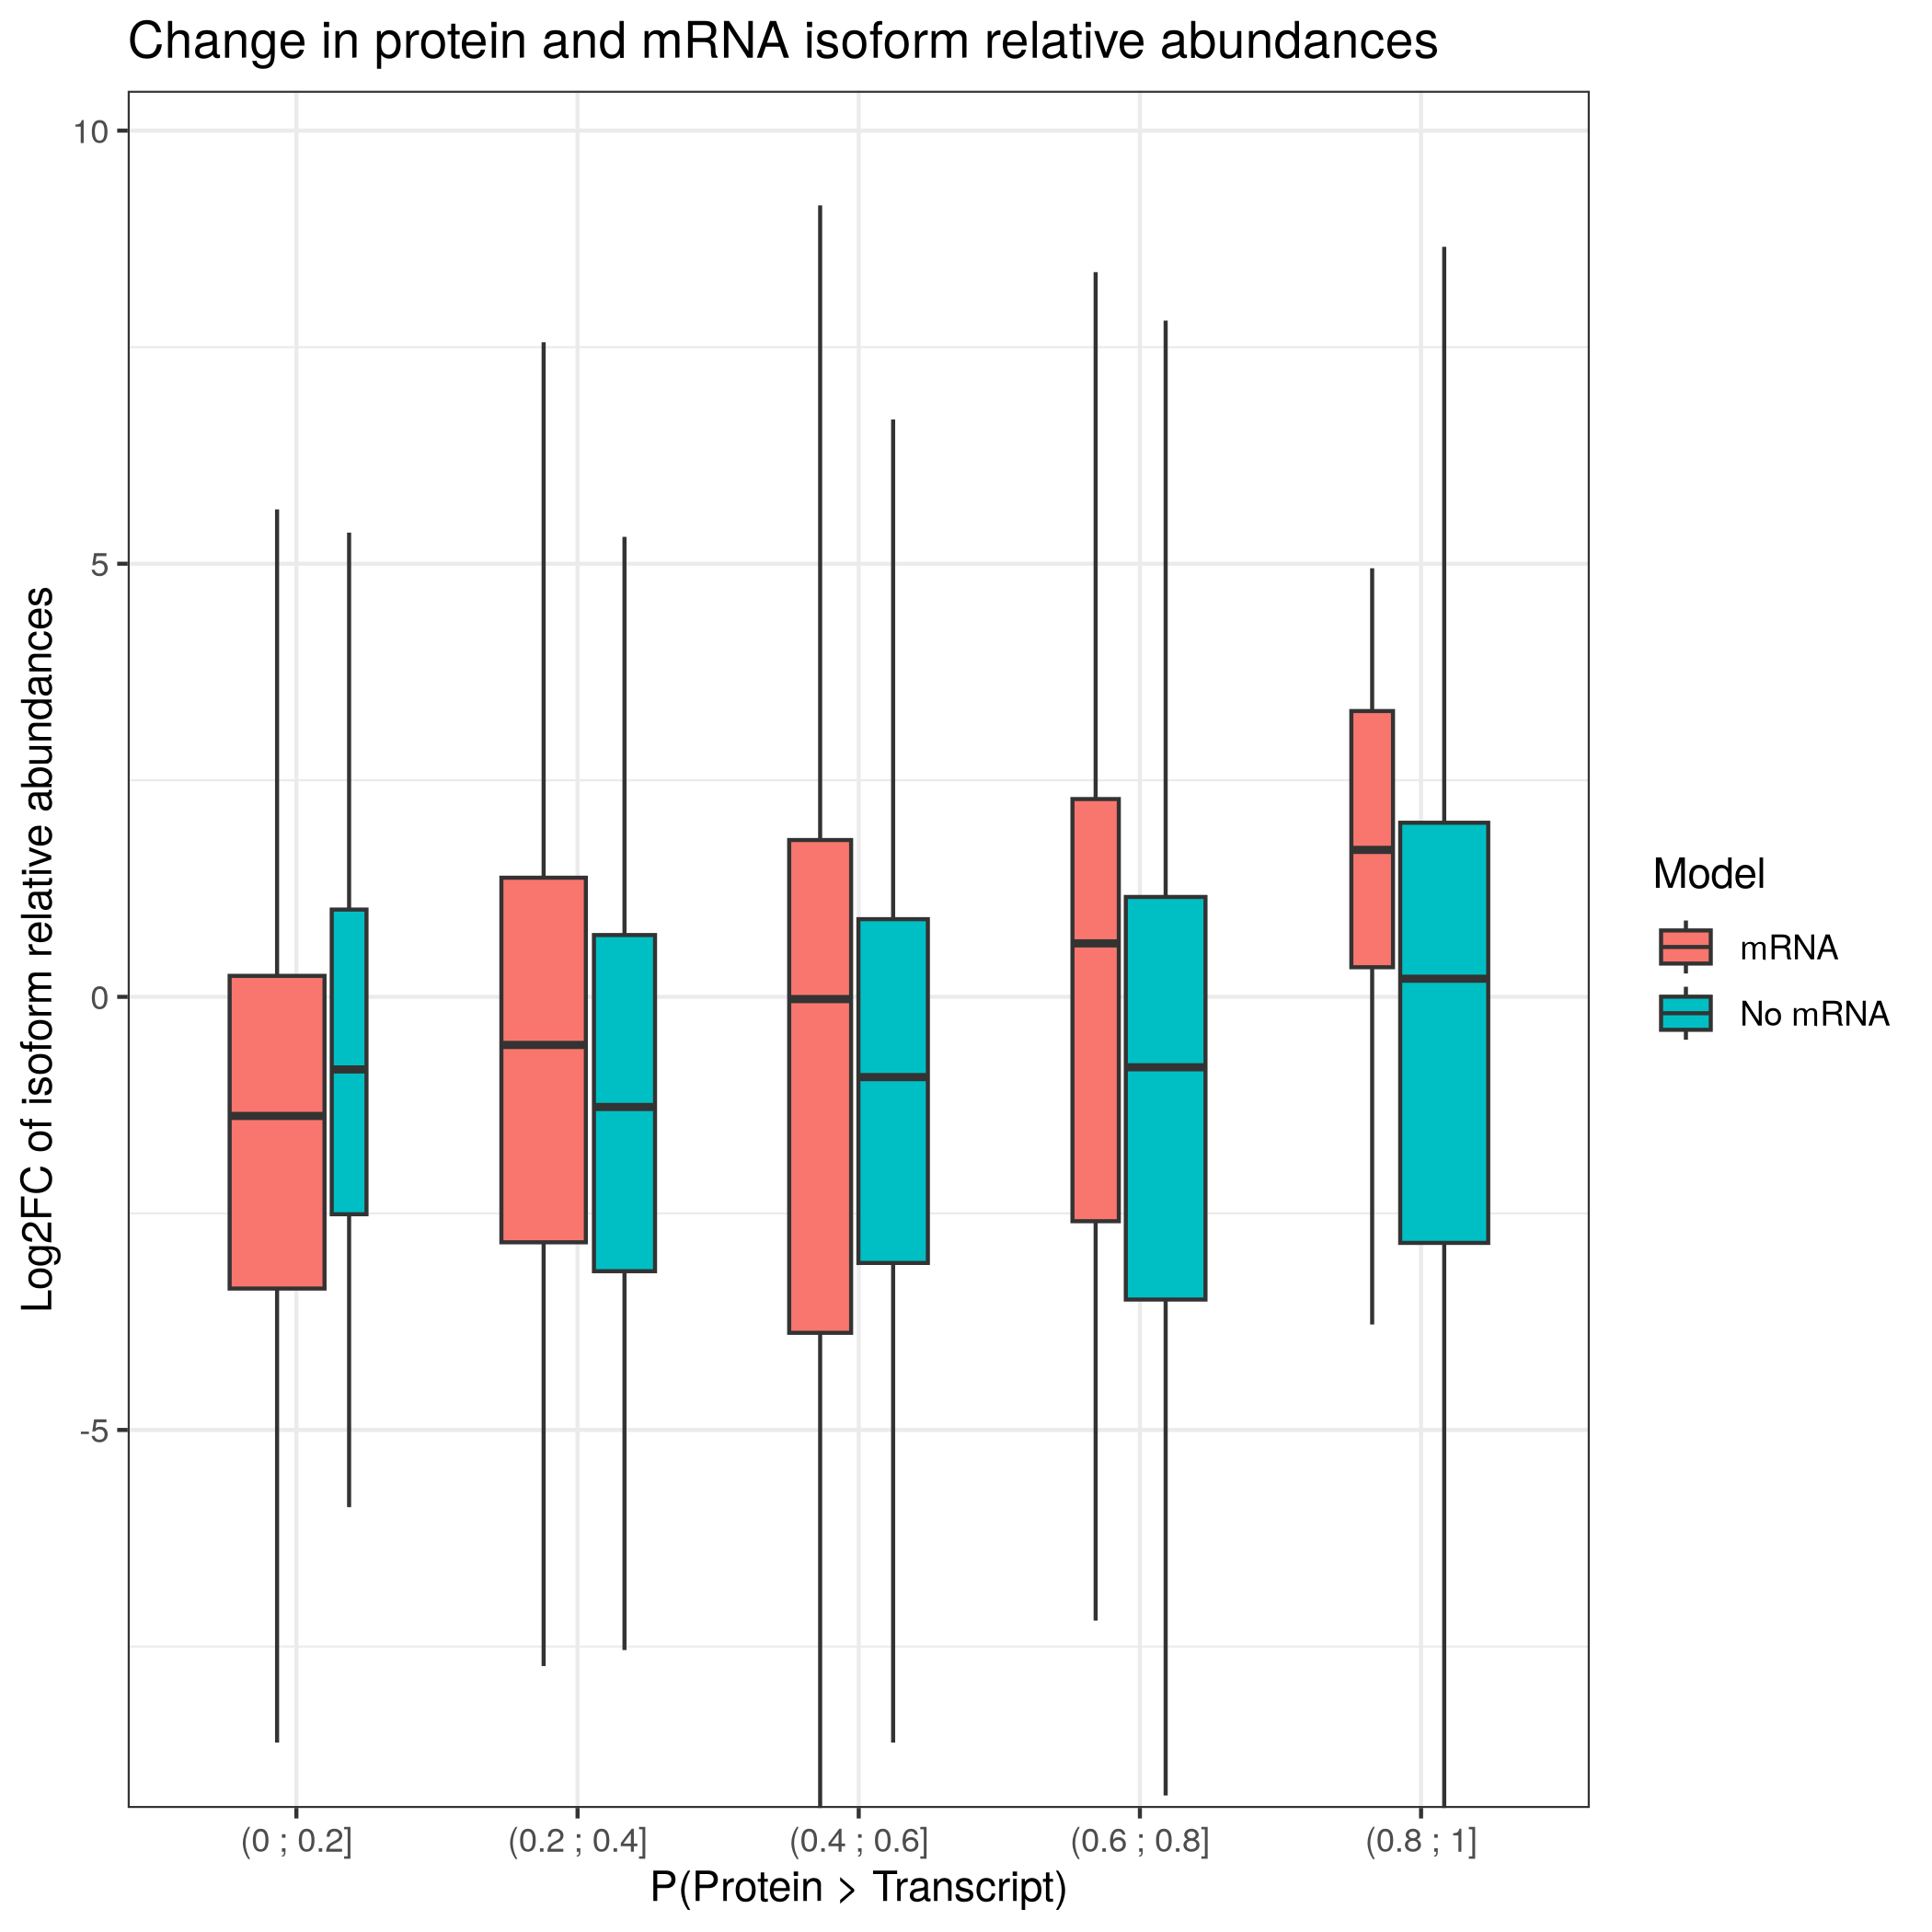 Change in protein and mRNA isoform relative abundances
10
5
0
-5
Log2FC of isoform relative abundances
(0 ; 0.2]
(0.2 ; 0.4]
(0.4 ; 0.6]
(0.6 ; 0.8]
(0.8 ; 1]
P(Protein > Transcript)
Model
mRNA
No mRNA